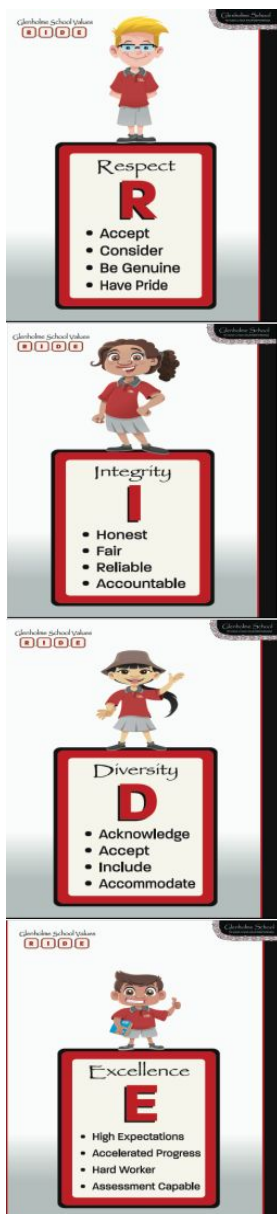 Glenholme School Values
R I D E
Glenholme School
Respect
R
• Accept
• Consider
• Be Genuine
• Have Pride
Glenholme School Values
R I D E
Glenholme School
Integrity
I
• Honest
• Fair
• Reliable
• Accountable
Glenholme School Values
R I D E
Glenholme School
Diversity
D
• Acknowledge
• Accept
• Include
• Accommodate
Glenholme School Values
R I D E
Glenholme School
Excellence
E
• High Expectations
• Accelerated Progress
• Hard Worker
• Assessment Capable